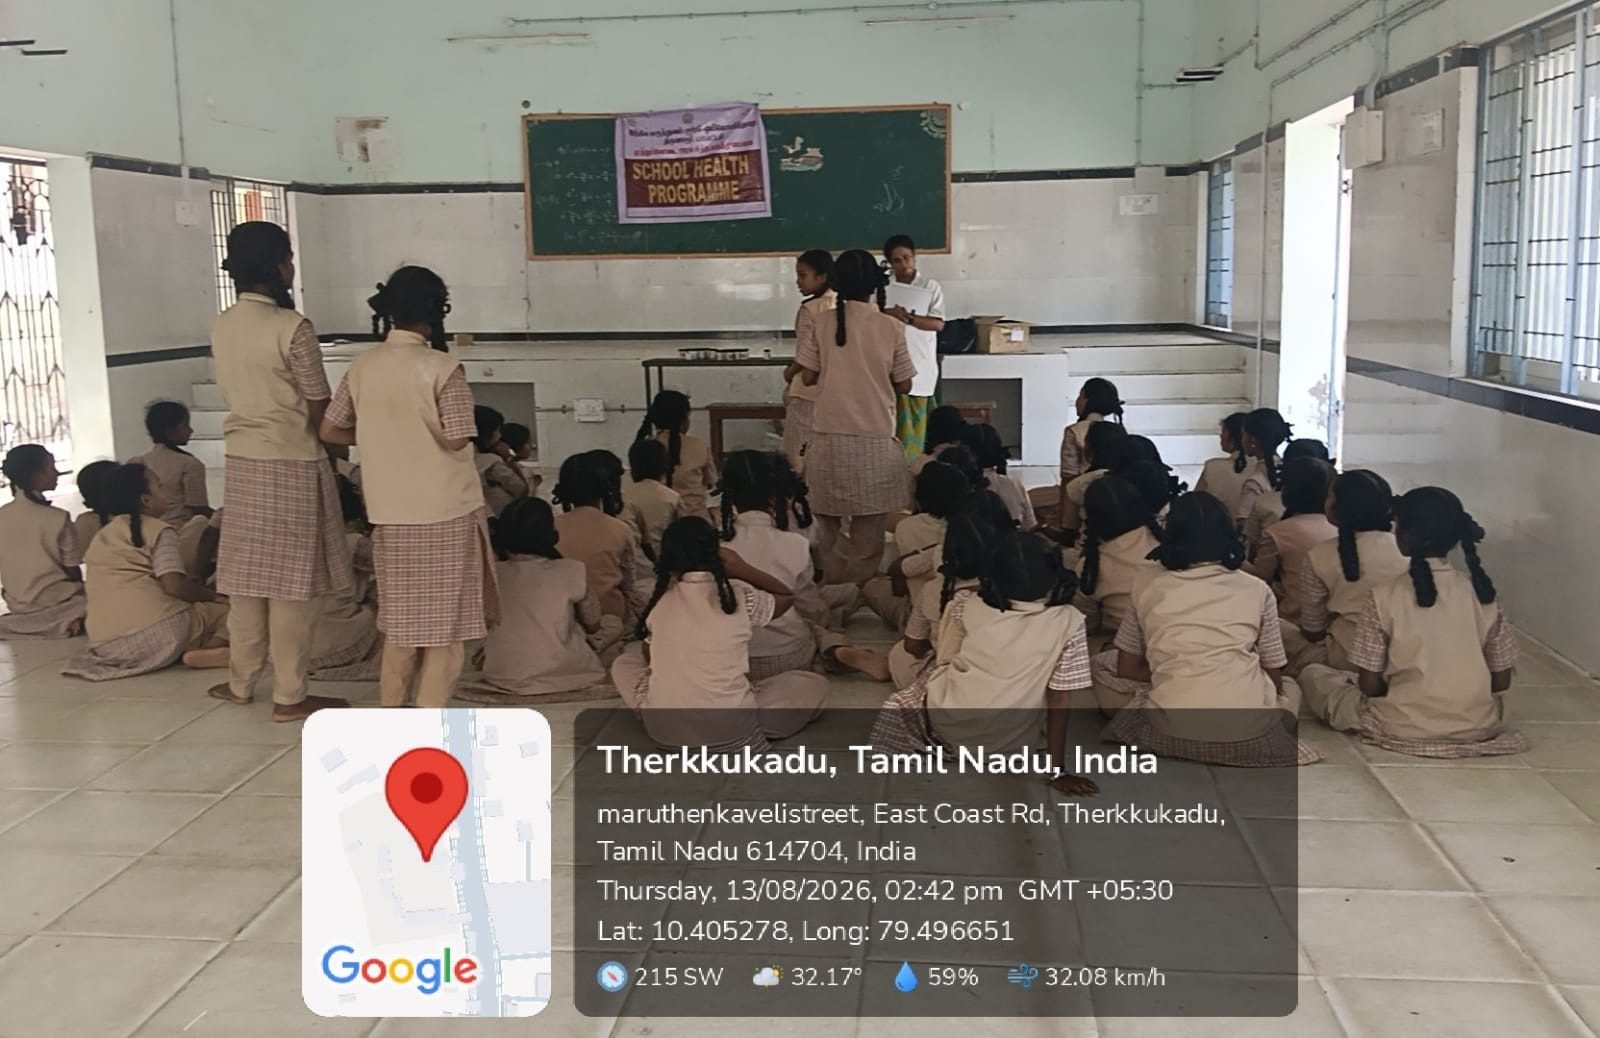 SCHOOL HEALTH
PROGRAMME
Google
Therkkukadu, Tamil Nadu, India
maruthenkavelistreet, East Coast Rd, Therkkukadu,
Tamil Nadu 614704, India
Thursday, 13/08/2026, 02:42 pm GMT +05:30
Lat: 10.405278, Long: 79.496651
215 SW 32.17° 59% 32.08 km/h